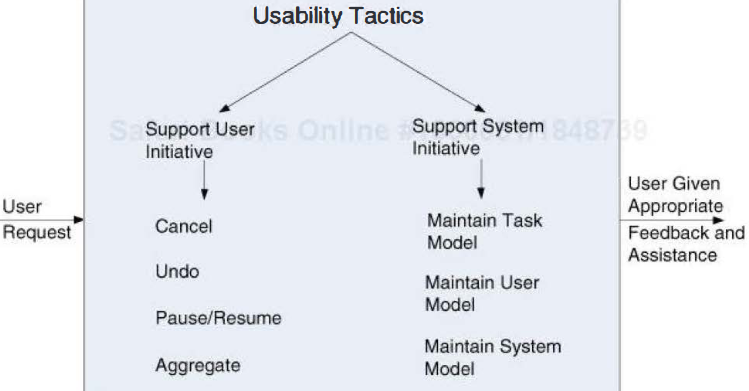 Usability Tactics
Support User
Initiative
Support System
Initiative
User
Request
Cancel
Undo
Pause/Resume
Aggregate
Maintain Task
Model
Maintain User
Model
Maintain System
Model
User Given
Appropriate
Feedback and
Assistance